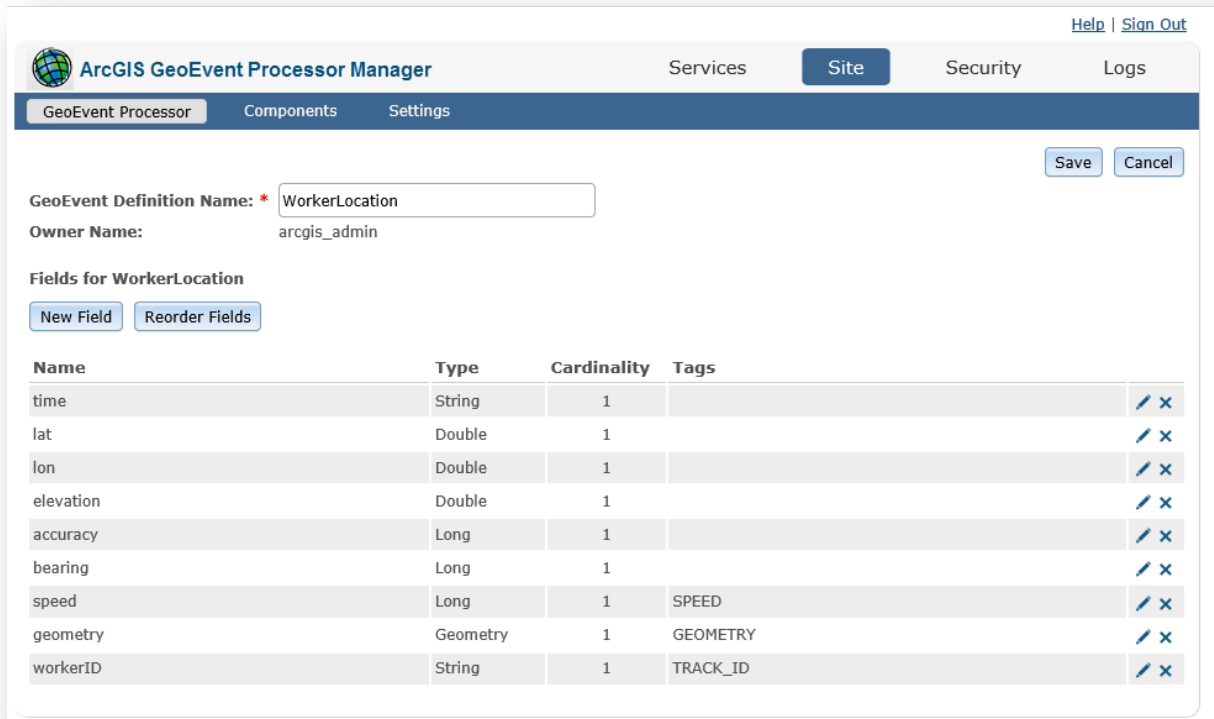 Help | Sign Out
ArcGIS GeoEvent Processor Manager Services Site Security Logs
GeoEvent Processor Components Settings
Save Cancel
GeoEvent Definition Name: * WorkerLocation
Owner Name: arcgis_admin
Fields for WorkerLocation
New Field Reorder Fields
Name Type Cardinality Tags
time String 1
lat Double 1
lon Double 1
elevation Double 1
accuracy Long 1
bearing Long 1
speed Long 1 SPEED
geometry Geometry 1 GEOMETRY
workerID String 1 TRACK_ID